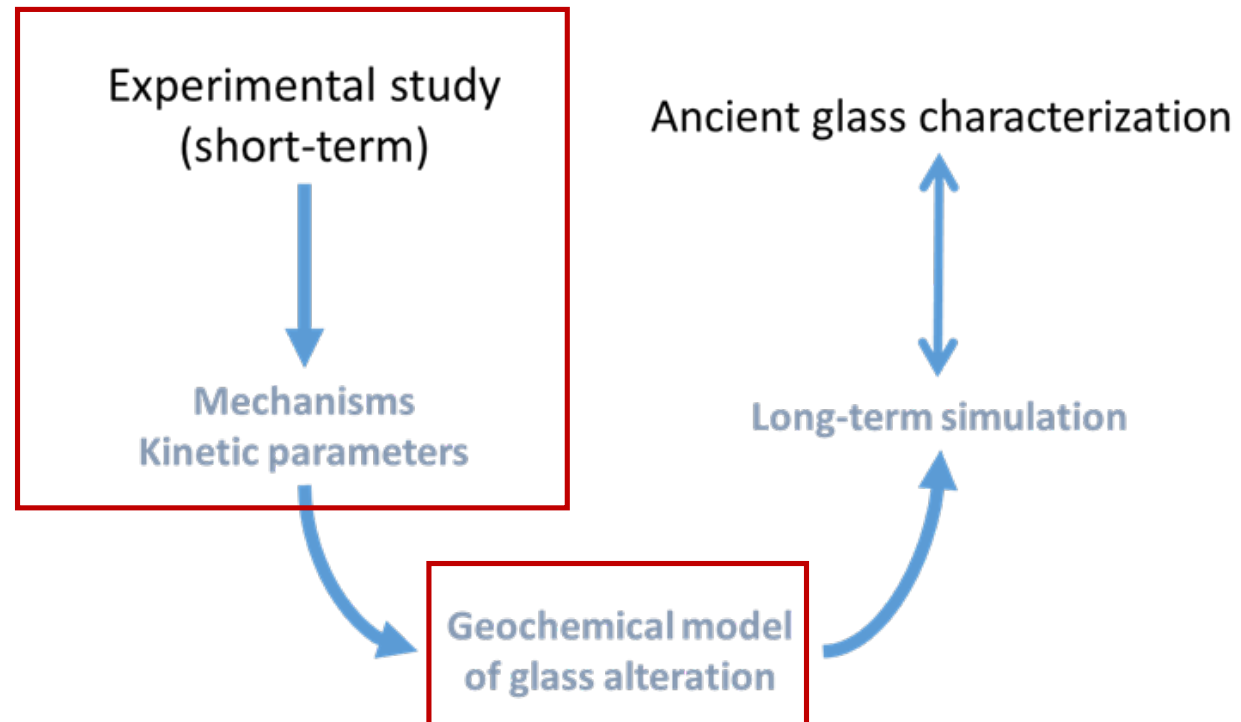 Experimental study
(short-term)
Ancient glass characterization
Mechanisms
Kinetic parameters
Long-term simulation
Geochemical model
of glass alteration